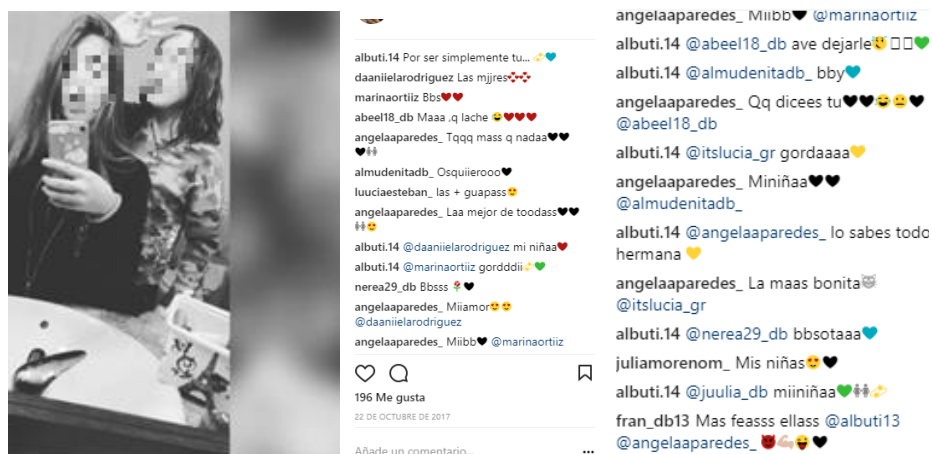 albuti.14 Por ser simplemente tu... 💫💙
daaniielarodriguez Las mjjres💞💞
marinaortiiz Bbs❤❤
abeel18_db Maaa ,q lache 😂❤❤❤
angelaaparedes_ Tqqq mass q nadaa🖤🖤
🖤👭
almudenitadb_ Osquiierooo🖤
luuciaesteban_ las + guapass😍
angelaaparedes_ Laa mejor de toodass🖤🖤
👭😍
albuti.14 @daaniielarodriguez mi niñaa❤
albuti.14 @marinaortiiz gordddii💫💚
nerea29_db Bbsss 🌹🖤
angelaaparedes_ Miiamor😍😍
@daaniielarodriguez
angelaaparedes_ Miibb🖤 @marinaortiiz
196 Me gusta
22 DE OCTUBRE DE 2017
Añade un comentario...
angelaaparedes_ Miibb🖤 @marinaortiiz
albuti.14 @abeel18_db ave dejarle😇💚
albuti.14 @almudenitadb_ bby💙
angelaaparedes_ Qq dicees tu🖤🖤😂😐🖤
@abeel18_db
albuti.14 @itslucia_gr gordaaaa💛
angelaaparedes_ Miniñaa🖤🖤
@almudenitadb_
albuti.14 @angelaaparedes_ lo sabes todo
hermana 💛
angelaaparedes_ La maas bonita😈
@itslucia_gr
albuti.14 @nerea29_db bbsotaaa💙
juliamorenom_ Mis niñas😍🖤
albuti.14 @juulia_db miiniñaa💚👭💫
fran_db13 Mas feasss ellass @albuti13
@angelaaparedes_ 👿💪🏻😜🖤